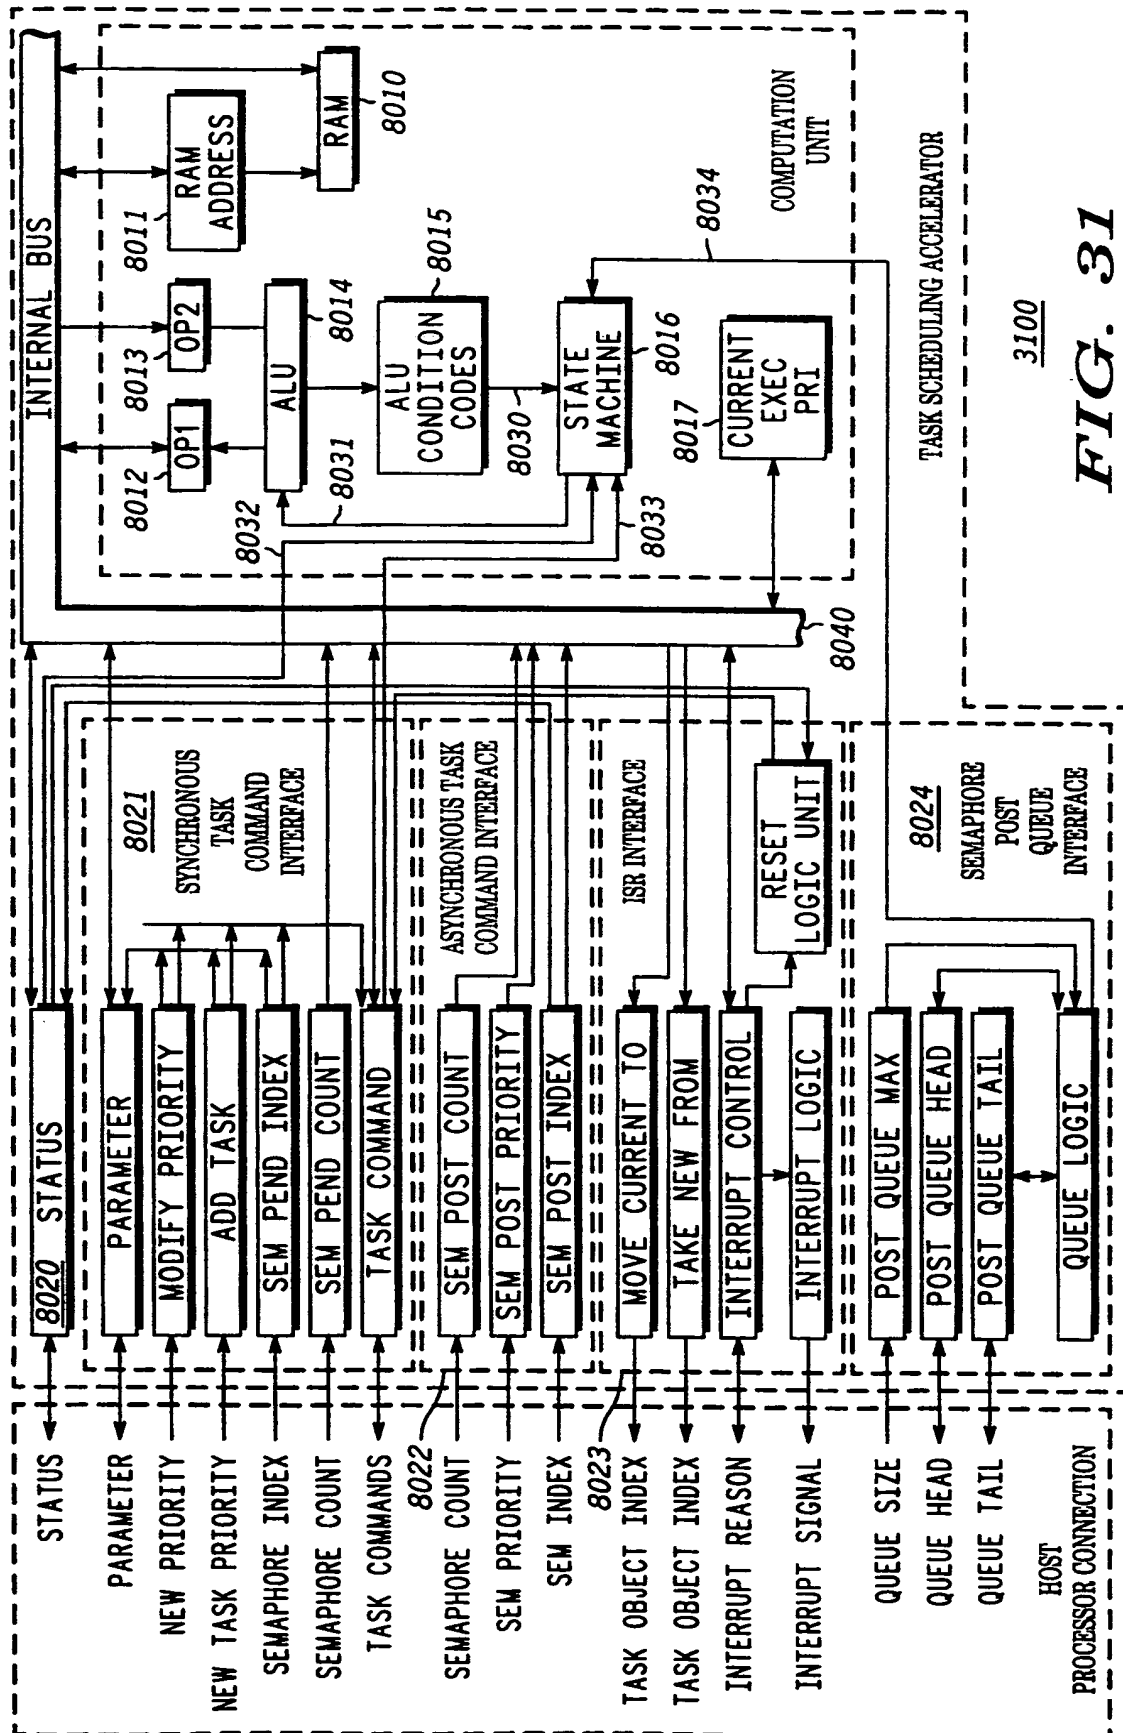 STATUS
PARAMETER
NEW PRIORITY
NEW TASK PRIORITY
SEMAPHORE INDEX
SEMAPHORE COUNT
TASK COMMANDS
SEMAPHORE COUNT
SEM PRIORITY
SEM INDEX
TASK OBJECT INDEX
TASK OBJECT INDEX
INTERRUPT REASON
INTERRUPT SIGNAL
QUEUE SIZE
QUEUE HEAD
QUEUE TAIL
HOST
PROCESSOR CONNECTION
8020 STATUS
PARAMETER
MODIFY PRIORITY
ADD TASK
SEM PEND INDEX
SEM PEND COUNT
TASK COMMAND
8021
SYNCHRONOUS
TASK
COMMAND
INTERFACE
8022
SEM POST COUNT
SEM POST PRIORITY
SEM POST INDEX
ASYNCHRONOUS TASK
COMMAND INTERFACE
8023
MOVE CURRENT TO
TAKE NEW FROM
INTERRUPT CONTROL
INTERRUPT LOGIC
ISR INTERFACE
RESET
LOGIC UNIT
POST QUEUE MAX
POST QUEUE HEAD
POST QUEUE TAIL
QUEUE LOGIC
8024
SEMAPHORE
POST
QUEUE
INTERFACE
INTERNAL BUS
8040
8012
OP1
8013
OP2
8011
RAM
ADDRESS
RAM
8010
ALU
8014
8032
8031
ALU
CONDITION
CODES
8015
8030
STATE
MACHINE
8016
8033
8034
8017
CURRENT
EXEC
PRI
COMPUTATION
UNIT
TASK SCHEDULING ACCELERATOR
3100
FIG. 31